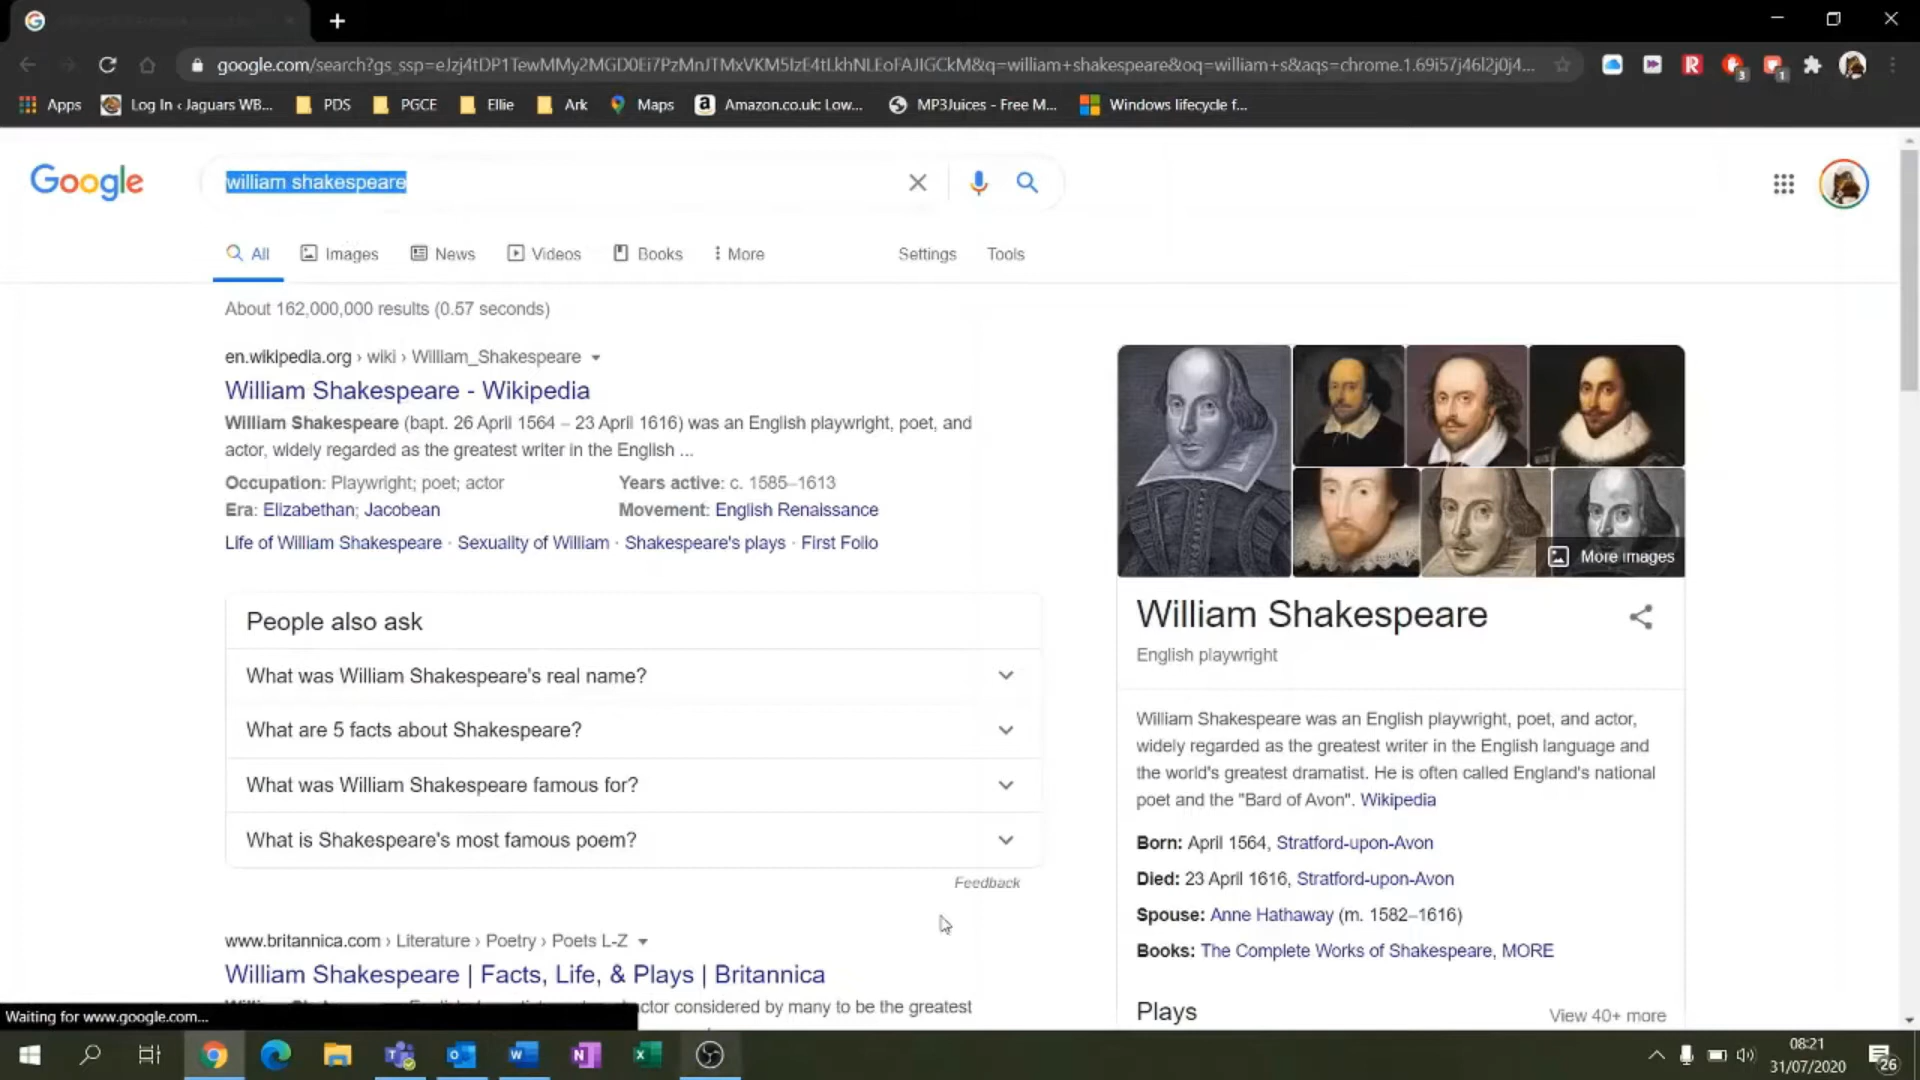 google.com/search?gs_ssp=eJzj4tDP1TewMMy2MGD0Ei7PzMnJTMxVKM5IzE4tLkhNLEoFAJIGCkM&q=william+shakespeare&oq=william+s&aqs=chrome.1.69i57j46l2j0j4...
3
1
Apps
Log In ‹ Jaguars WB...
PDS
PGCE
Ellie
Ark
Maps
Amazon.co.uk: Low...
MP3Juices - Free M...
Windows lifecycle f...
Google
william shakespeare
All
Images
News
Videos
Books
More
Settings
Tools
About 162,000,000 results (0.57 seconds)
en.wikipedia.org › wiki › William_Shakespeare
William Shakespeare - Wikipedia
William Shakespeare (bapt. 26 April 1564 – 23 April 1616) was an English playwright, poet, and
actor, widely regarded as the greatest writer in the English ...
Occupation: Playwright; poet; actor
Years active: c. 1585–1613
Era: Elizabethan; Jacobean
Movement: English Renaissance
Life of William Shakespeare · Sexuality of William · Shakespeare's plays · First Folio
People also ask
What was William Shakespeare's real name?
What are 5 facts about Shakespeare?
What was William Shakespeare famous for?
What is Shakespeare's most famous poem?
Feedback
www.britannica.com › Literature › Poetry › Poets L-Z
William Shakespeare | Facts, Life, & Plays | Britannica
considered by many to be the greatest
More images
William Shakespeare
English playwright
William Shakespeare was an English playwright, poet, and actor,
widely regarded as the greatest writer in the English language and
the world's greatest dramatist. He is often called England's national
poet and the "Bard of Avon". Wikipedia
Born: April 1564, Stratford-upon-Avon
Died: 23 April 1616, Stratford-upon-Avon
Spouse: Anne Hathaway (m. 1582–1616)
Books: The Complete Works of Shakespeare, MORE
Plays
View 40+ more
Waiting for www.google.com...
08:21
31/07/2020
26